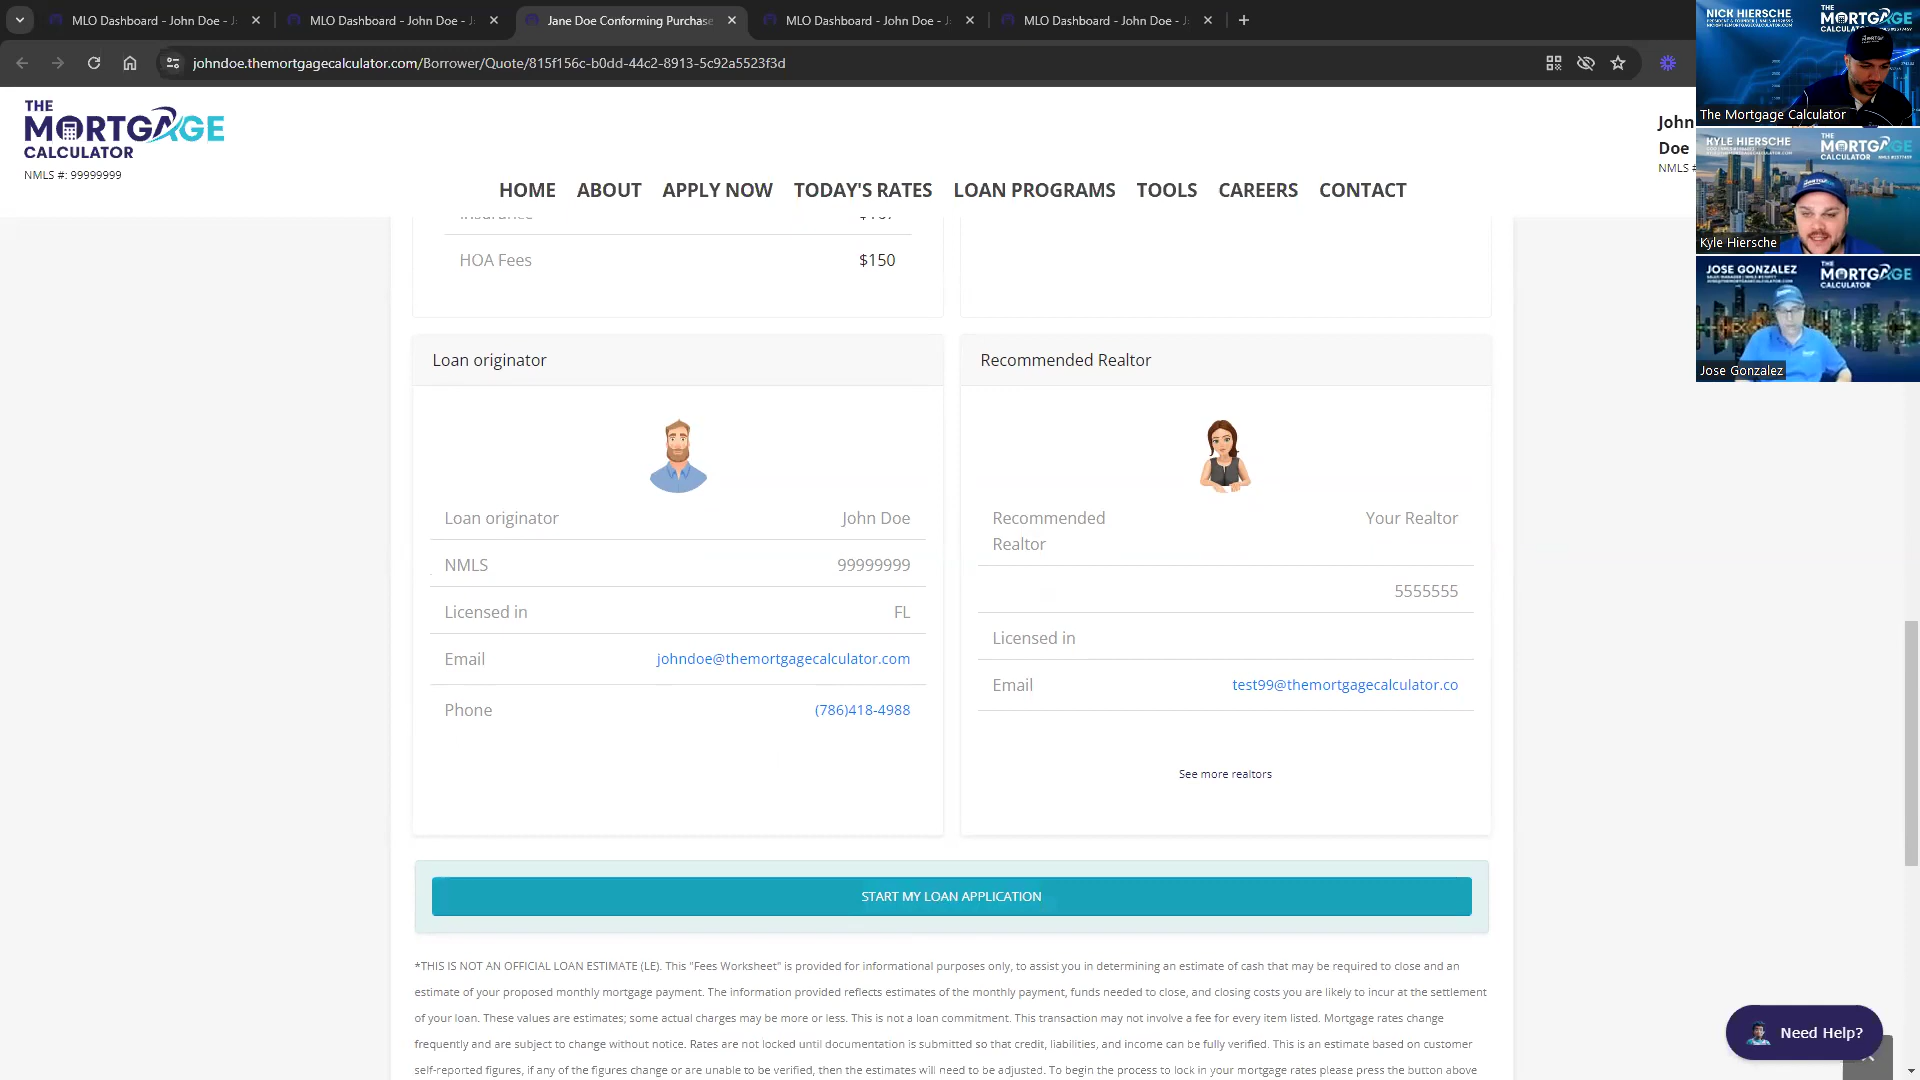 MLO Dashboard - John Doe - J
MLO Dashboard - John Doe - J
Jane Doe Conforming Purchase
MLO Dashboard - John Doe - J
MLO Dashboard - John Doe - J
johndoe.themortgagecalculator.com/Borrower/Quote/815f156c-b0dd-44c2-8913-5c92a5523f3d
THE
MORTGAGE
CALCULATOR
NMLS #: 99999999
John
Doe
NMLS #
HOME ABOUT APPLY NOW TODAY'S RATES LOAN PROGRAMS TOOLS CAREERS CONTACT
NICK HIERSCHE
THE
MORTGAGE
The Mortgage Calculator
KYLE HIERSCHE
THE
MORTGAGE
CALCULATOR
Kyle Hiersche
JOSE GONZALEZ
THE
MORTGAGE
CALCULATOR
Jose Gonzalez
Insurance
HOA Fees $150
Loan originator
Loan originator John Doe
NMLS 99999999
Licensed in FL
Email johndoe@themortgagecalculator.com
Phone (786)418-4988
Recommended Realtor
Recommended Your Realtor
Realtor
5555555
Licensed in
Email test99@themortgagecalculator.co
See more realtors
START MY LOAN APPLICATION
*THIS IS NOT AN OFFICIAL LOAN ESTIMATE (LE). This "Fees Worksheet" is provided for informational purposes only, to assist you in determining an estimate of cash that may be required to close and an
estimate of your proposed monthly mortgage payment. The information provided reflects estimates of the monthly payment, funds needed to close, and closing costs you are likely to incur at the settlement
of your loan. These values are estimates; some actual charges may be more or less. This is not a loan commitment. This transaction may not involve a fee for every item listed. Mortgage rates change
frequently and are subject to change without notice. Rates are not locked until documentation is submitted so that credit, liabilities, and income can be fully verified. This is an estimate based on customer
self-reported figures, if any of the figures change or are unable to be verified, then the estimates will need to be adjusted. To begin the process to lock in your mortgage rates please press the button above
Need Help?